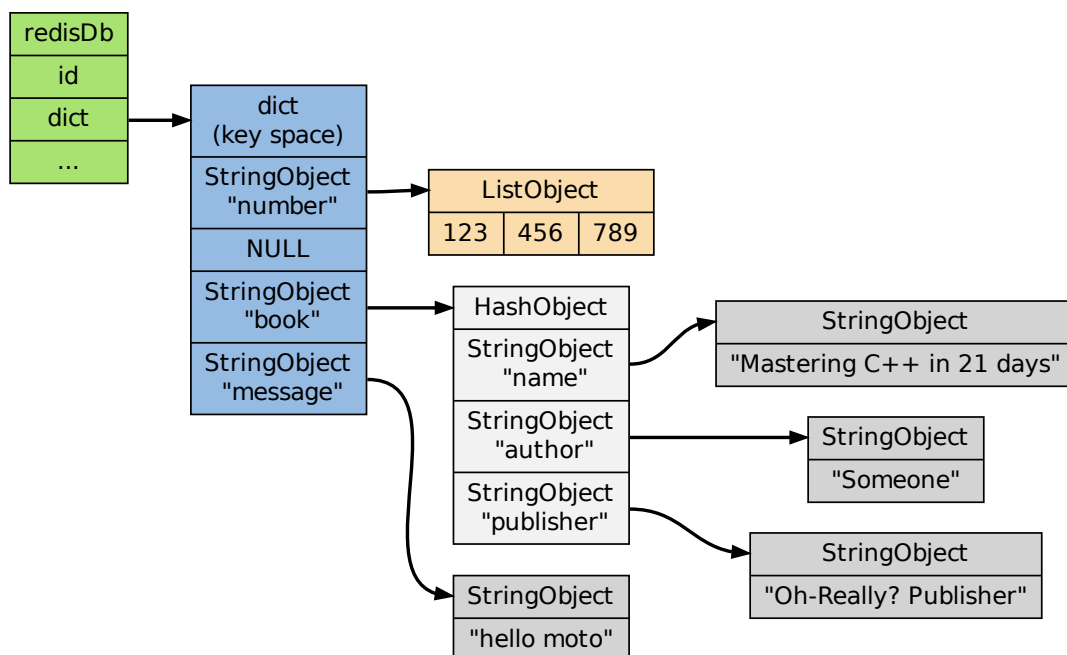 redisDb
id
dict
...
dict
(key space)
StringObject
"number"
NULL
StringObject
"book"
StringObject
"message"
ListObject
123
456
789
HashObject
StringObject
"name"
StringObject
"author"
StringObject
"publisher"
StringObject
"Mastering C++ in 21 days"
StringObject
"Someone"
StringObject
"Oh-Really? Publisher"
StringObject
"hello moto"